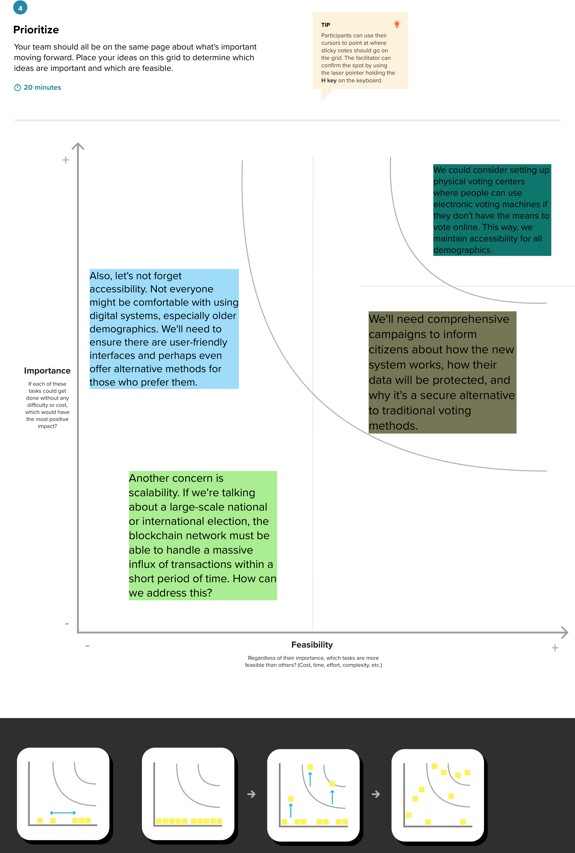 4
Prioritize
Your team should all be on the same page about what's important
moving forward. Place your ideas on this grid to determine which
ideas are important and which are feasible.
20 minutes
TIP
Participants can use their
cursors to point at where
sticky notes should go on
the grid. The facilitator can
confirm the spot by using
the laser pointer holding the
H key on the keyboard.
+
We could consider setting up
physical voting centers
where people can use
electronic voting machines if
they don't have the means to
vote online. This way, we
maintain accessibility for all
demographics.
Also, let's not forget
accessibility. Not everyone
might be comfortable with using
digital systems, especially older
demographics. We'll need to
ensure there are user-friendly
interfaces and perhaps even
offer alternative methods for
those who prefer them.
We'll need comprehensive
campaigns to inform
citizens about how the new
system works, how their
data will be protected, and
why it's a secure alternative
to traditional voting
methods.
Importance
If each of these
tasks could get
done without any
difficulty or cost,
which would have
the most positive
impact?
Another concern is
scalability. If we're talking
about a large-scale national
or international election, the
blockchain network must be
able to handle a massive
influx of transactions within a
short period of time. How can
we address this?
-
-
Feasibility
+
Regardless of their importance, which tasks are more
feasible than others? (Cost, time, effort, complexity, etc.)